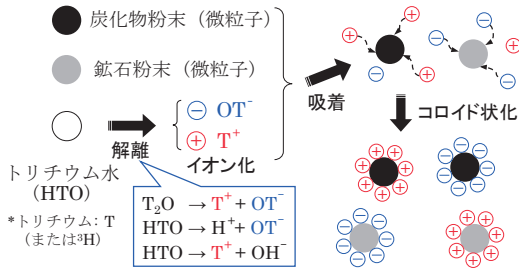 炭化物粉末（微粒子）
鉱石粉末（微粒子）
解離
⊖ OT⁻
⊕ T⁺
イオン化
吸着
コロイド状化
トリチウム水
（HTO）
*トリチウム：T
（または³H）
T₂O → T⁺ + OT⁻
HTO → H⁺ + OT⁻
HTO → T⁺ + OH⁻